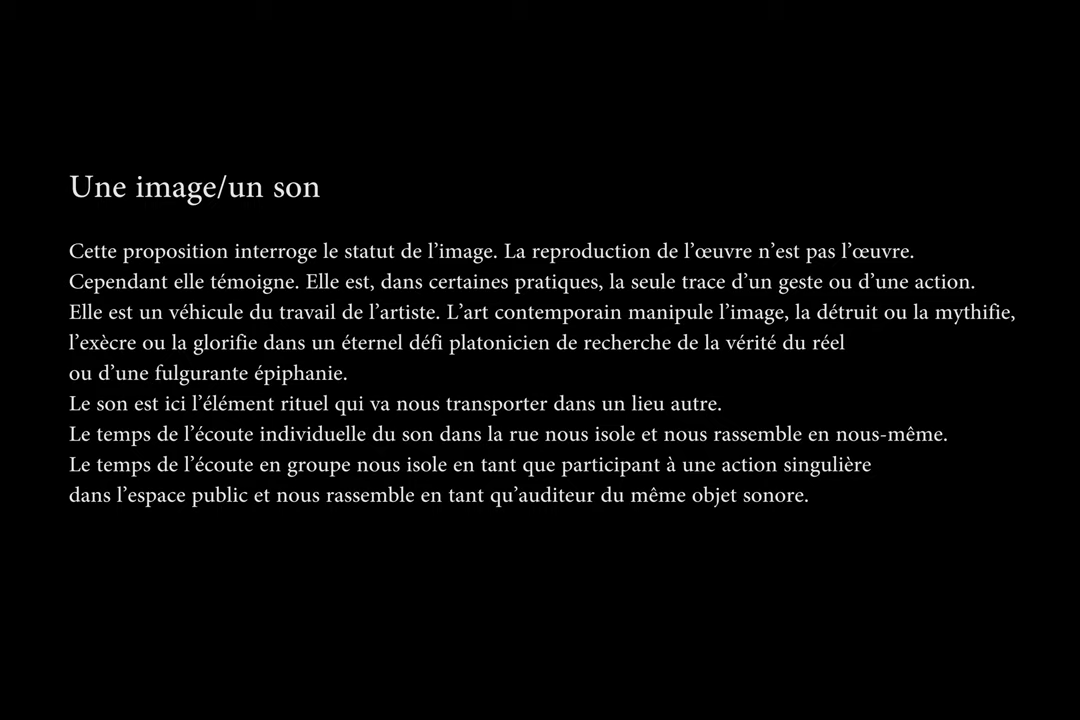 Une image/un son
Cette proposition interroge le statut de l’image. La reproduction de l’œuvre n’est pas l’œuvre.
Cependant elle témoigne. Elle est, dans certaines pratiques, la seule trace d’un geste ou d’une action.
Elle est un véhicule du travail de l’artiste. L’art contemporain manipule l’image, la détruit ou la mythifie,
l’exècre ou la glorifie dans un éternel défi platonicien de recherche de la vérité du réel
ou d’une fulgurante épiphanie.
Le son est ici l’élément rituel qui va nous transporter dans un lieu autre.
Le temps de l’écoute individuelle du son dans la rue nous isole et nous rassemble en nous-même.
Le temps de l’écoute en groupe nous isole en tant que participant à une action singulière
dans l’espace public et nous rassemble en tant qu’auditeur du même objet sonore.